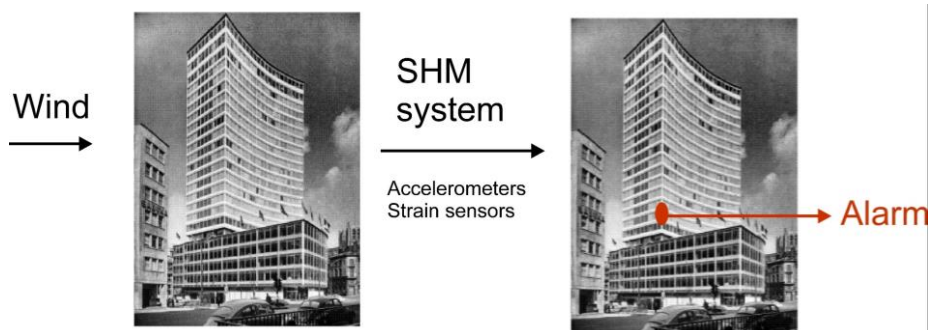 Wind
SHM
system
Accelerometers
Strain sensors
Alarm